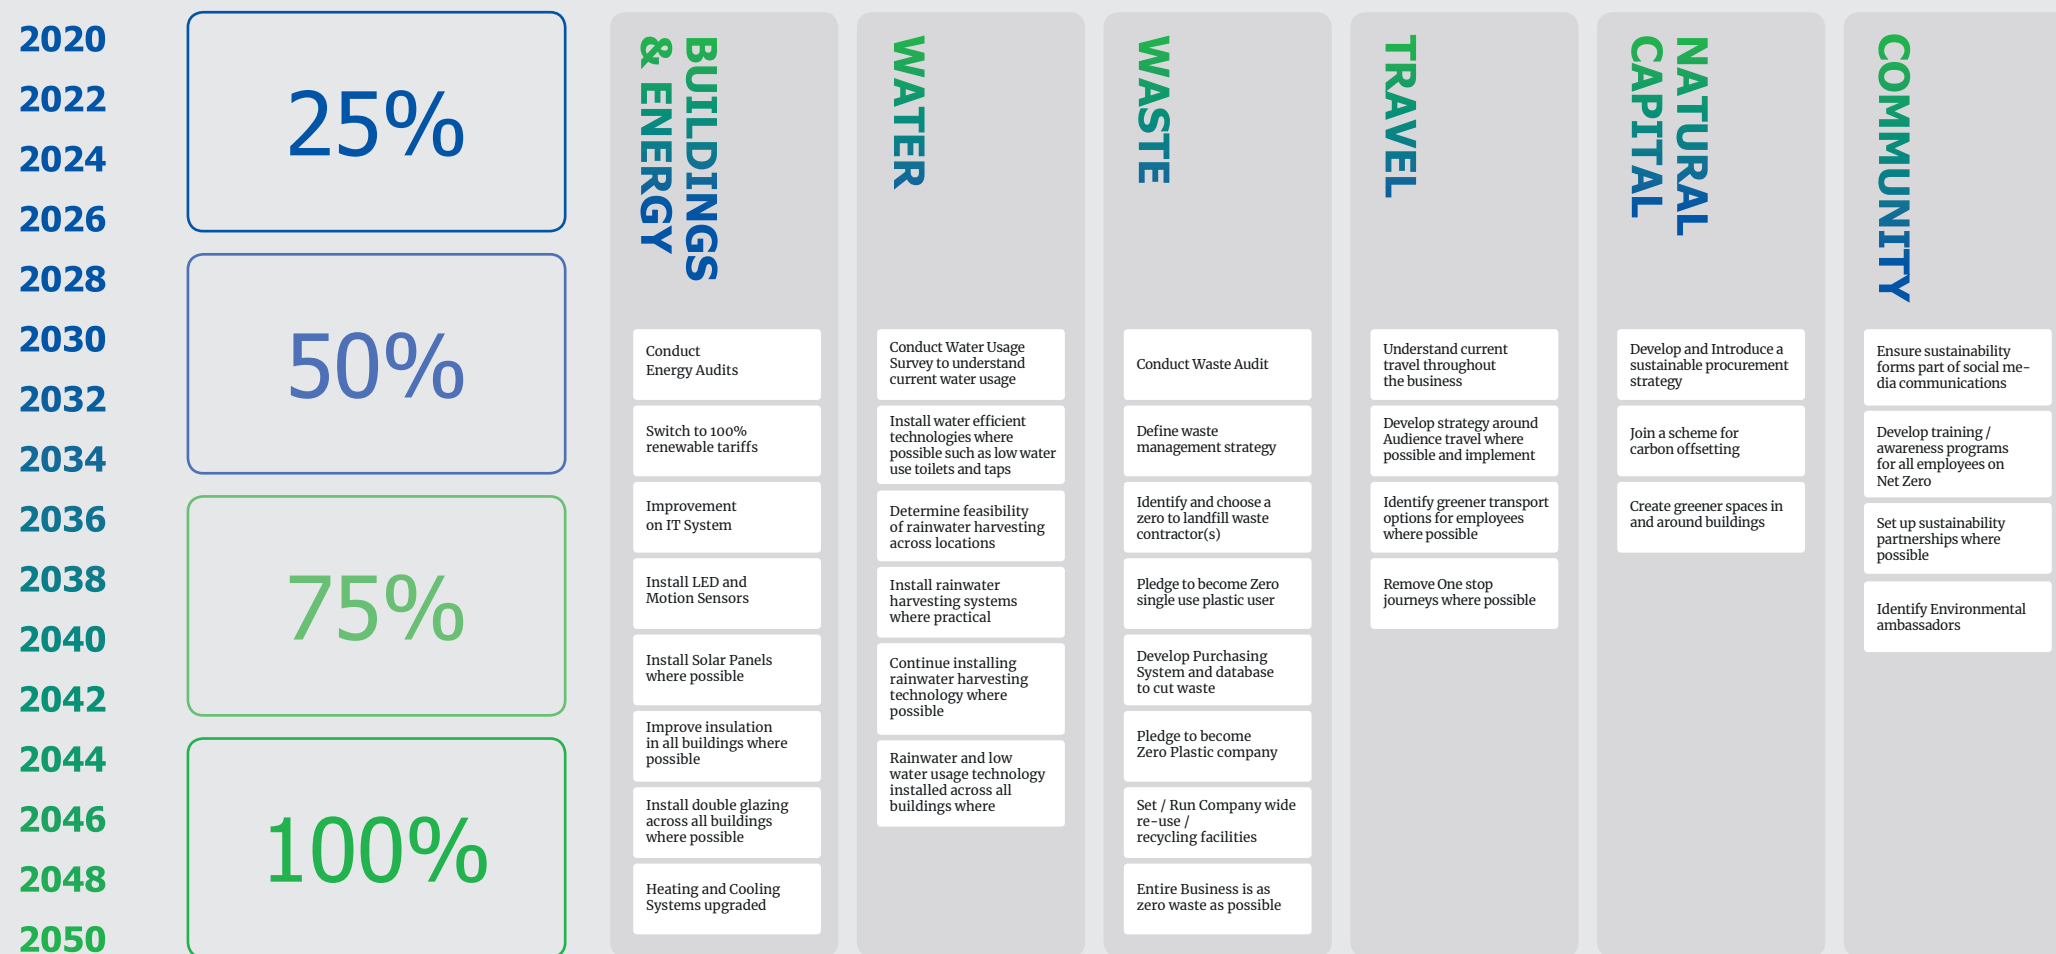 2020
2022
2024
2026
2028
2030
2032
2034
2036
2038
2040
2042
2044
2046
2048
2050
25%
50%
75%
100%
BUILDINGS
& ENERGY
Conduct
Energy Audits
Switch to 100%
renewable tariffs
Improvement
on IT System
Install LED and
Motion Sensors
Install Solar Panels
where possible
Improve insulation
in all buildings where
possible
Install double glazing
across all buildings
where possible
Heating and Cooling
Systems upgraded
WATER
Conduct Water Usage
Survey to understand
current water usage
Install water efficient
technologies where
possible such as low water
use toilets and taps
Determine feasibility
of rainwater harvesting
across locations
Install rainwater
harvesting systems
where practical
Continue installing
rainwater harvesting
technology where
possible
Rainwater and low
water usage technology
installed across all
buildings where
WASTE
Conduct Waste Audit
Define waste
management strategy
Identify and choose a
zero to landfill waste
contractor(s)
Pledge to become Zero
single use plastic user
Develop Purchasing
System and database
to cut waste
Pledge to become
Zero Plastic company
Set / Run Company wide
re-use /
recycling facilities
Entire Business is as
zero waste as possible
TRAVEL
Understand current
travel throughout
the business
Develop strategy around
Audience travel where
possible and implement
Identify greener transport
options for employees
where possible
Remove One stop
journeys where possible
NATURAL
CAPITAL
Develop and Introduce a
sustainable procurement
strategy
Join a scheme for
carbon offsetting
Create greener spaces in
and around buildings
COMMUNITY
Ensure sustainability
forms part of social me-
dia communications
Develop training /
awareness programs
for all employees on
Net Zero
Set up sustainability
partnerships where
possible
Identify Environmental
ambassadors